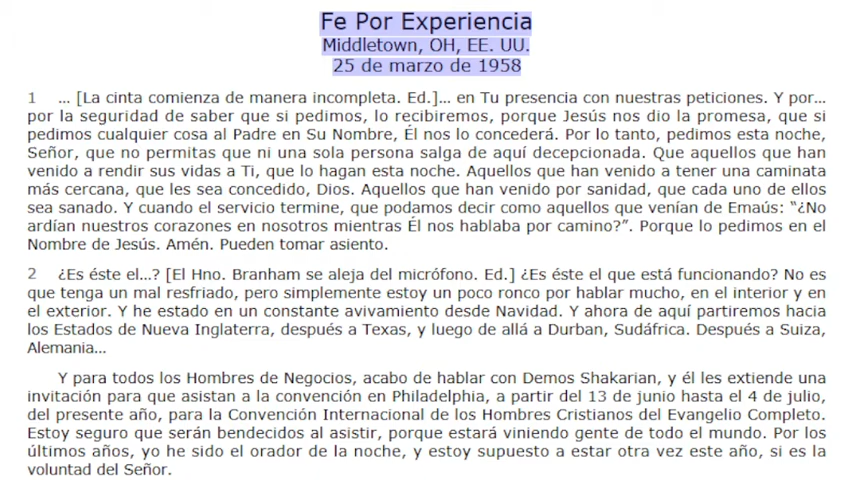 Fe Por Experiencia
Middletown, OH, EE. UU.
25 de marzo de 1958
1 ... [La cinta comienza de manera incompleta. Ed.]... en Tu presencia con nuestras peticiones. Y por...
por la seguridad de saber que si pedimos, lo recibiremos, porque Jesús nos dio la promesa, que si
pedimos cualquier cosa al Padre en Su Nombre, Él nos lo concederá. Por lo tanto, pedimos esta noche,
Señor, que no permitas que ni una sola persona salga de aquí decepcionada. Que aquellos que han
venido a rendir sus vidas a Ti, que lo hagan esta noche. Aquellos que han venido a tener una caminata
más cercana, que les sea concedido, Dios. Aquellos que han venido por sanidad, que cada uno de ellos
sea sanado. Y cuando el servicio termine, que podamos decir como aquellos que venían de Emaús: “¿No
ardían nuestros corazones en nosotros mientras Él nos hablaba por camino?”. Porque lo pedimos en el
Nombre de Jesús. Amén. Pueden tomar asiento.
2 ¿Es éste el...? [El Hno. Branham se aleja del micrófono. Ed.] ¿Es éste el que está funcionando? No es
que tenga un mal resfriado, pero simplemente estoy un poco ronco por hablar mucho, en el interior y en
el exterior. Y he estado en un constante avivamiento desde Navidad. Y ahora de aquí partiremos hacia
los Estados de Nueva Inglaterra, después a Texas, y luego de allá a Durban, Sudáfrica. Después a Suiza,
Alemania...
Y para todos los Hombres de Negocios, acabo de hablar con Demos Shakarian, y él les extiende una
invitación para que asistan a la convención en Philadelphia, a partir del 13 de junio hasta el 4 de julio,
del presente año, para la Convención Internacional de los Hombres Cristianos del Evangelio Completo.
Estoy seguro que serán bendecidos al asistir, porque estará viniendo gente de todo el mundo. Por los
últimos años, yo he sido el orador de la noche, y estoy supuesto a estar otra vez este año, si es la
voluntad del Señor.